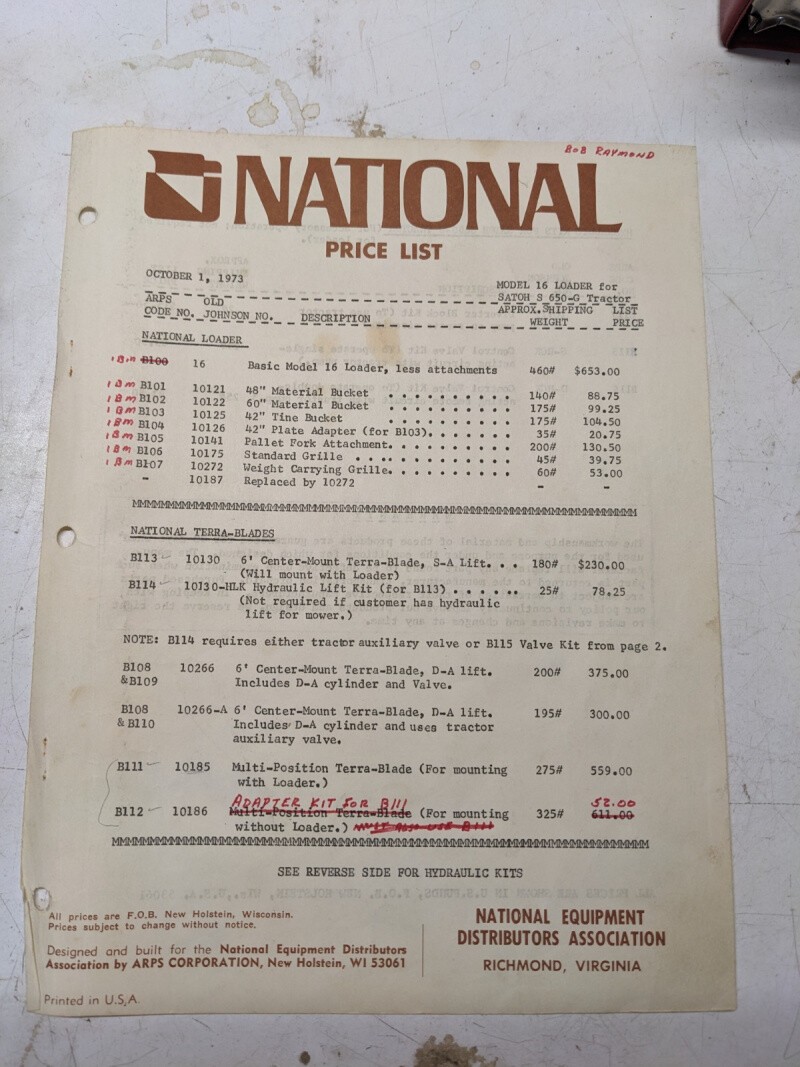 BOB RAYMOND
NATIONAL
PRICE LIST
OCTOBER 1, 1973
MODEL 16 LOADER for
SATOH S 650-G Tractor
ARPS OLD APPROX.SHIPPING LIST
CODE NO. JOHNSON NO. DESCRIPTION WEIGHT PRICE
NATIONAL LOADER
B100 16 Basic Model 16 Loader, less attachments 460# $653.00
B101 10121 48" Material Bucket . . . . . . . . . . 140# 88.75
B102 10122 60" Material Bucket . . . . . . . . . . 175# 99.25
B103 10125 42" Tine Bucket . . . . . . . . . . 175# 104.50
B104 10126 42" Plate Adapter (for B103). . . . . . . 35# 20.75
B105 10141 Pallet Fork Attachment. . . . . . . . . . 200# 130.50
B106 10175 Standard Grille . . . . . . . . . . . . . 45# 39.75
B107 10272 Weight Carrying Grille. . . . . . . . . . 60# 53.00
- 10187 Replaced by 10272 - -
NATIONAL TERRA-BLADES
B113 10130 6' Center-Mount Terra-Blade, S-A Lift. . . 180# $230.00
(Will mount with Loader)
B114 10130-HLK Hydraulic Lift Kit (for B113) . . . . . . 25# 78.25
(Not required if customer has hydraulic
lift for mower.)
NOTE: B114 requires either tractor auxiliary valve or B115 Valve Kit from page 2.
B108 10266 6' Center-Mount Terra-Blade, D-A lift. 200# 375.00
&B109 Includes D-A cylinder and Valve.
B108 10266-A 6' Center-Mount Terra-Blade, D-A lift. 195# 300.00
& B110 Includes D-A cylinder and uses tractor
auxiliary valve.
B111 10185 Multi-Position Terra-Blade (For mounting 275# 559.00
with Loader.)
ADAPTER KIT FOR B111 52.00
B112 10186 Multi-Position Terra-Blade (For mounting 325# 611.00
without Loader.) MUST ALSO USE B111
SEE REVERSE SIDE FOR HYDRAULIC KITS
All prices are F.O.B. New Holstein, Wisconsin.
Prices subject to change without notice.
Designed and built for the National Equipment Distributors
Association by ARPS CORPORATION, New Holstein, WI 53061
NATIONAL EQUIPMENT
DISTRIBUTORS ASSOCIATION
RICHMOND, VIRGINIA
Printed in U.S.A.